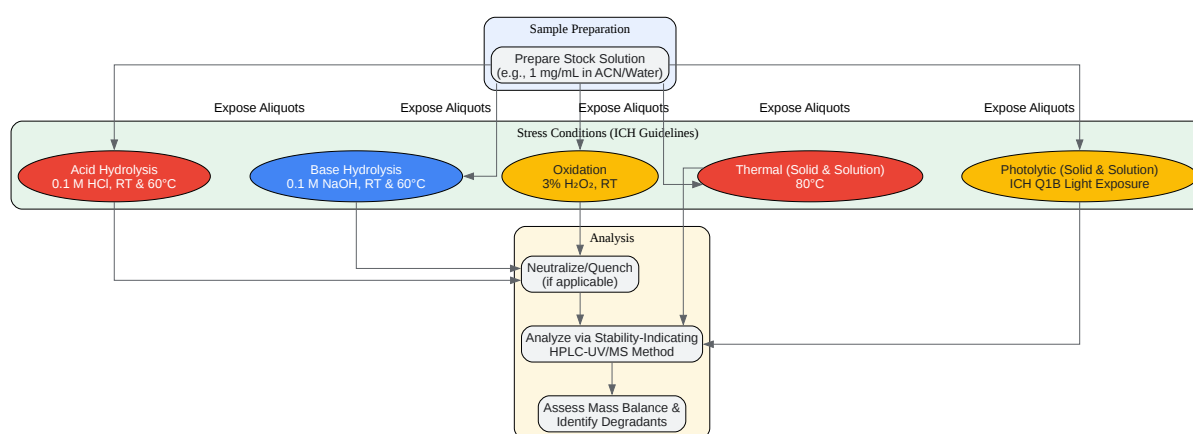 Sample Preparation
Prepare Stock Solution
(e.g., 1 mg/mL in ACN/Water)
Expose Aliquots
Expose Aliquots
Expose Aliquots
Expose Aliquots
Expose Aliquots
Stress Conditions (ICH Guidelines)
Acid Hydrolysis
0.1 M HCl, RT & 60°C
Base Hydrolysis
0.1 M NaOH, RT & 60°C
Oxidation
3% H₂O₂, RT
Thermal (Solid & Solution)
80°C
Photolytic (Solid & Solution)
ICH Q1B Light Exposure
Analysis
Neutralize/Quench
(if applicable)
Analyze via Stability-Indicating
HPLC-UV/MS Method
Assess Mass Balance &
Identify Degradants